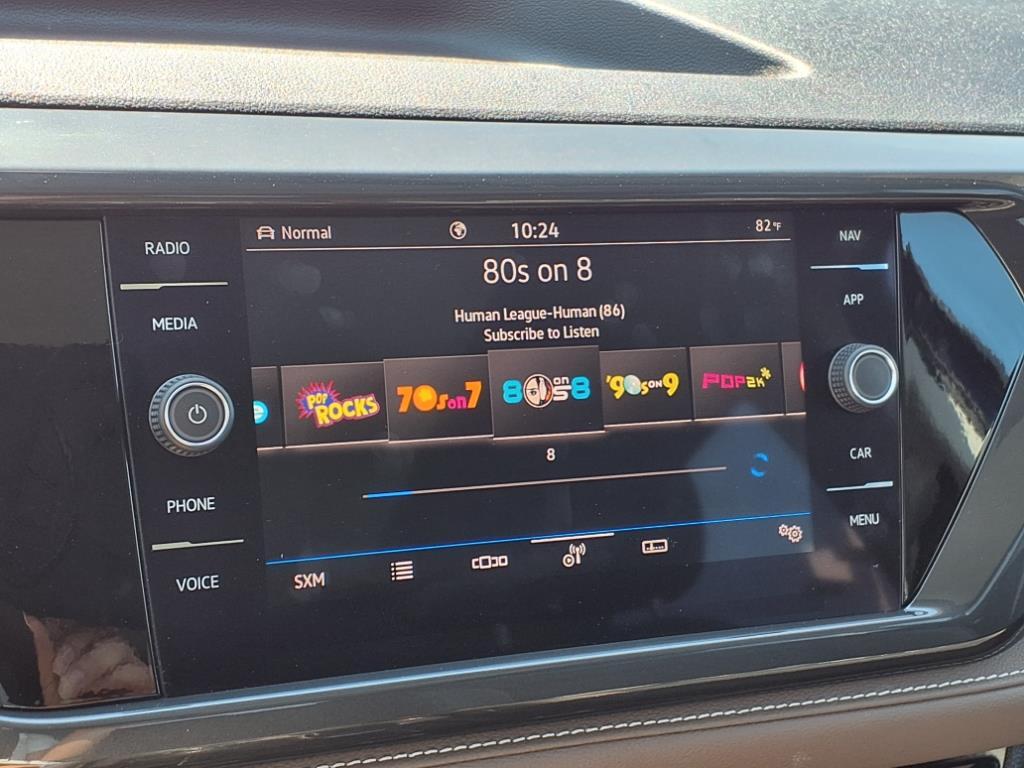 RADIO
MEDIA
PHONE
VOICE
Normal
10:24
82°F
80s on 8
Human League-Human (86)
Subscribe to Listen
e
POP ROCKS
70s on 7
80s ON 8
'90s ON 9
POP2K
8
SXM
NAV
APP
CAR
MENU